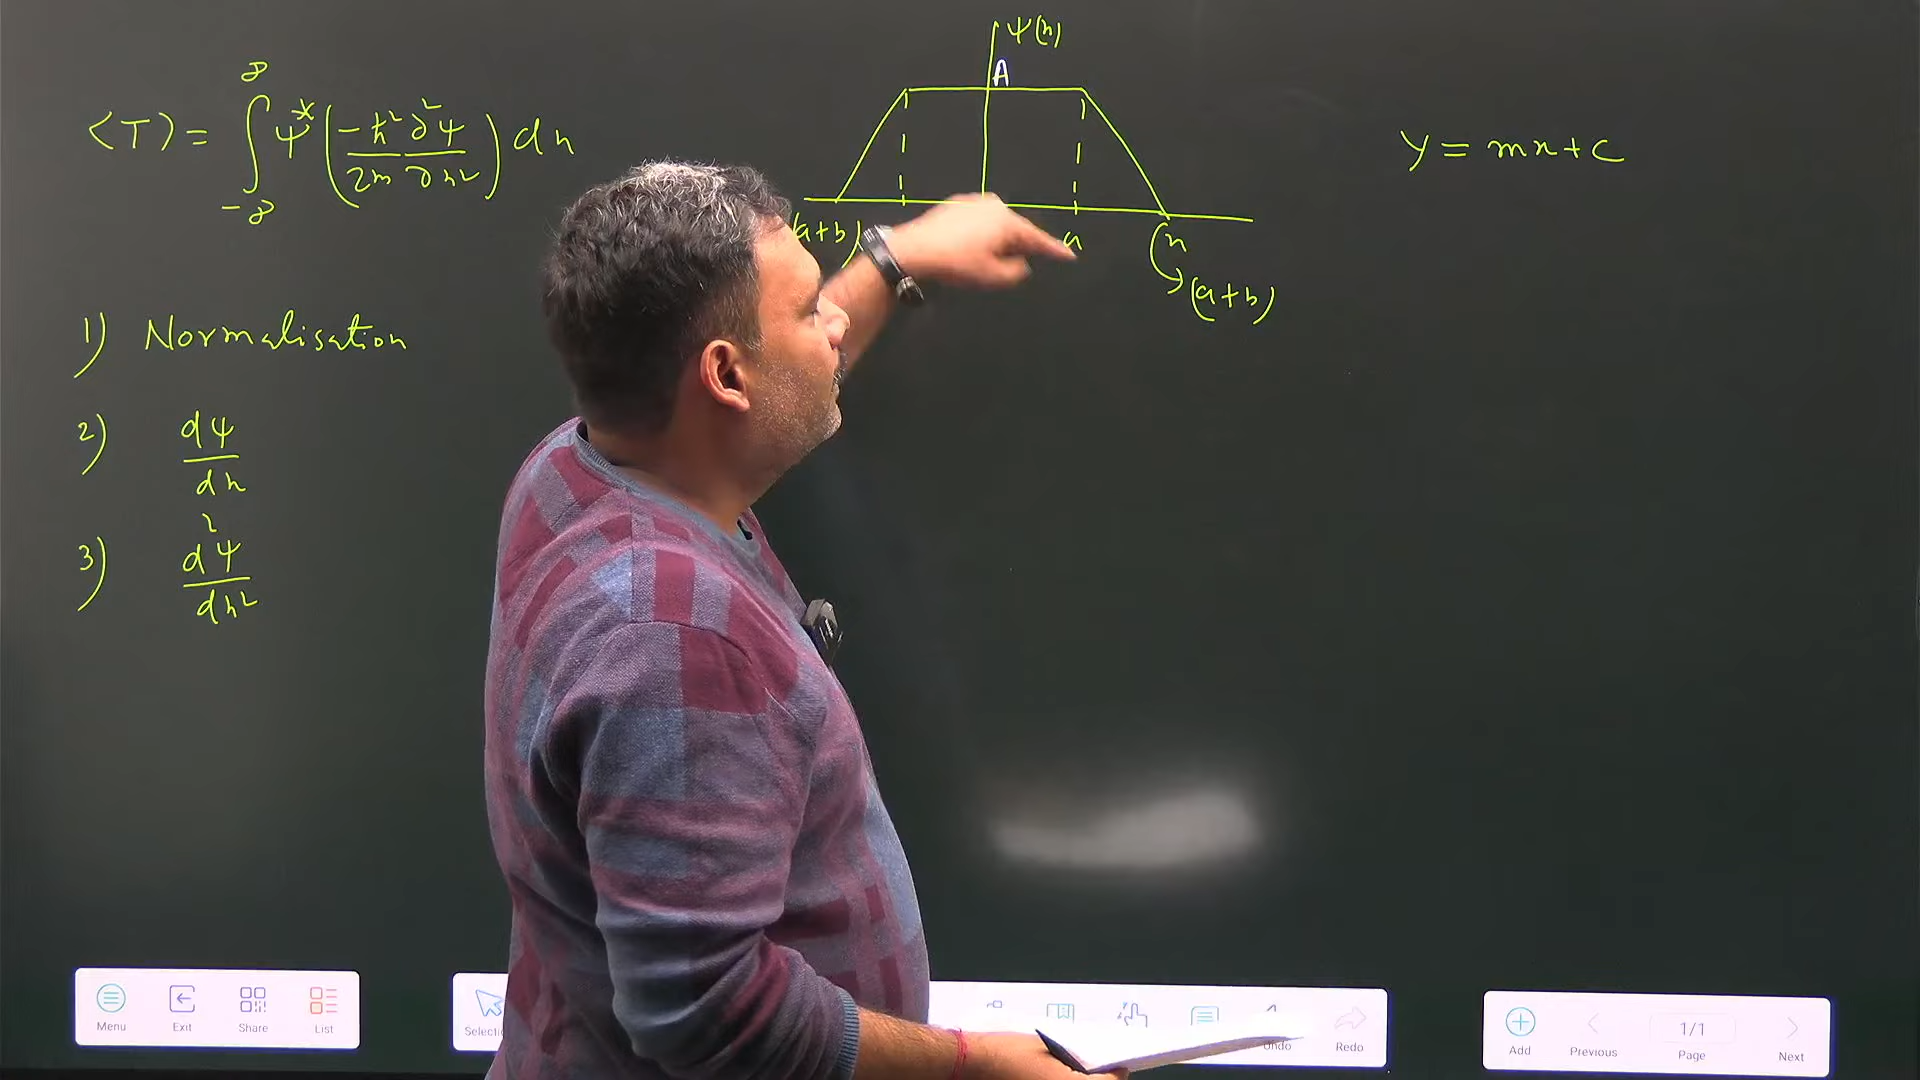 ⟨T⟩ = ∫_{-∞}^{∞} ψ* (-ħ²/2m ∂²ψ/∂x²) dx
1) Normalisation
2) dψ/dx
3) d²ψ/dx²
ψ(x)
A
(a+b)
a
x
(a+b)
y = mx + c
Menu
Exit
Share
List
Undo
Redo
Add
Previous
1/1
Page
Next